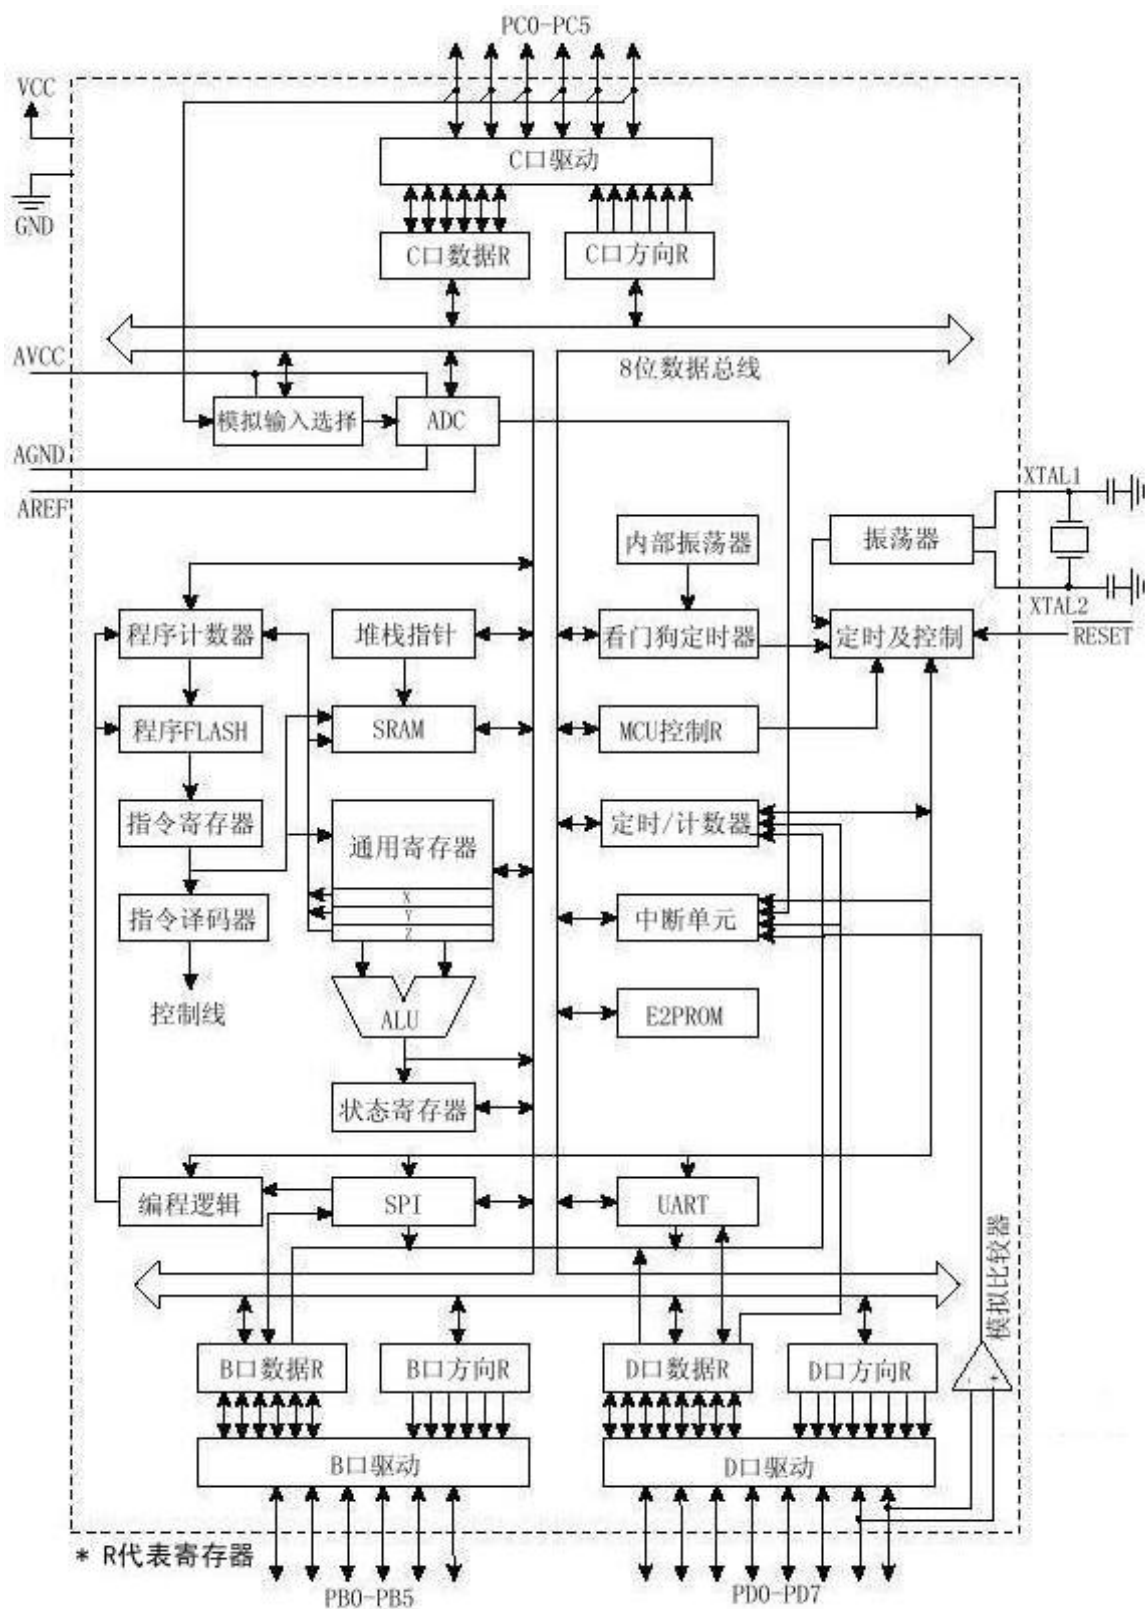 PC0-PC5
VCC
C口驱动
GND
C口数据R
C口方向R
AVCC
8位数据总线
模拟输入选择
ADC
AGND
AREF
XTAL1
内部振荡器
振荡器
XTAL2
程序计数器
堆栈指针
看门狗定时器
定时及控制
RESET
程序FLASH
SRAM
MCU控制R
指令寄存器
通用寄存器
定时/计数器
X
Y
Z
指令译码器
中断单元
控制线
ALU
E2PROM
状态寄存器
编程逻辑
SPI
UART
模拟比较器
B口数据R
B口方向R
D口数据R
D口方向R
- +
B口驱动
D口驱动
* R代表寄存器
PB0-PB5
PD0-PD7